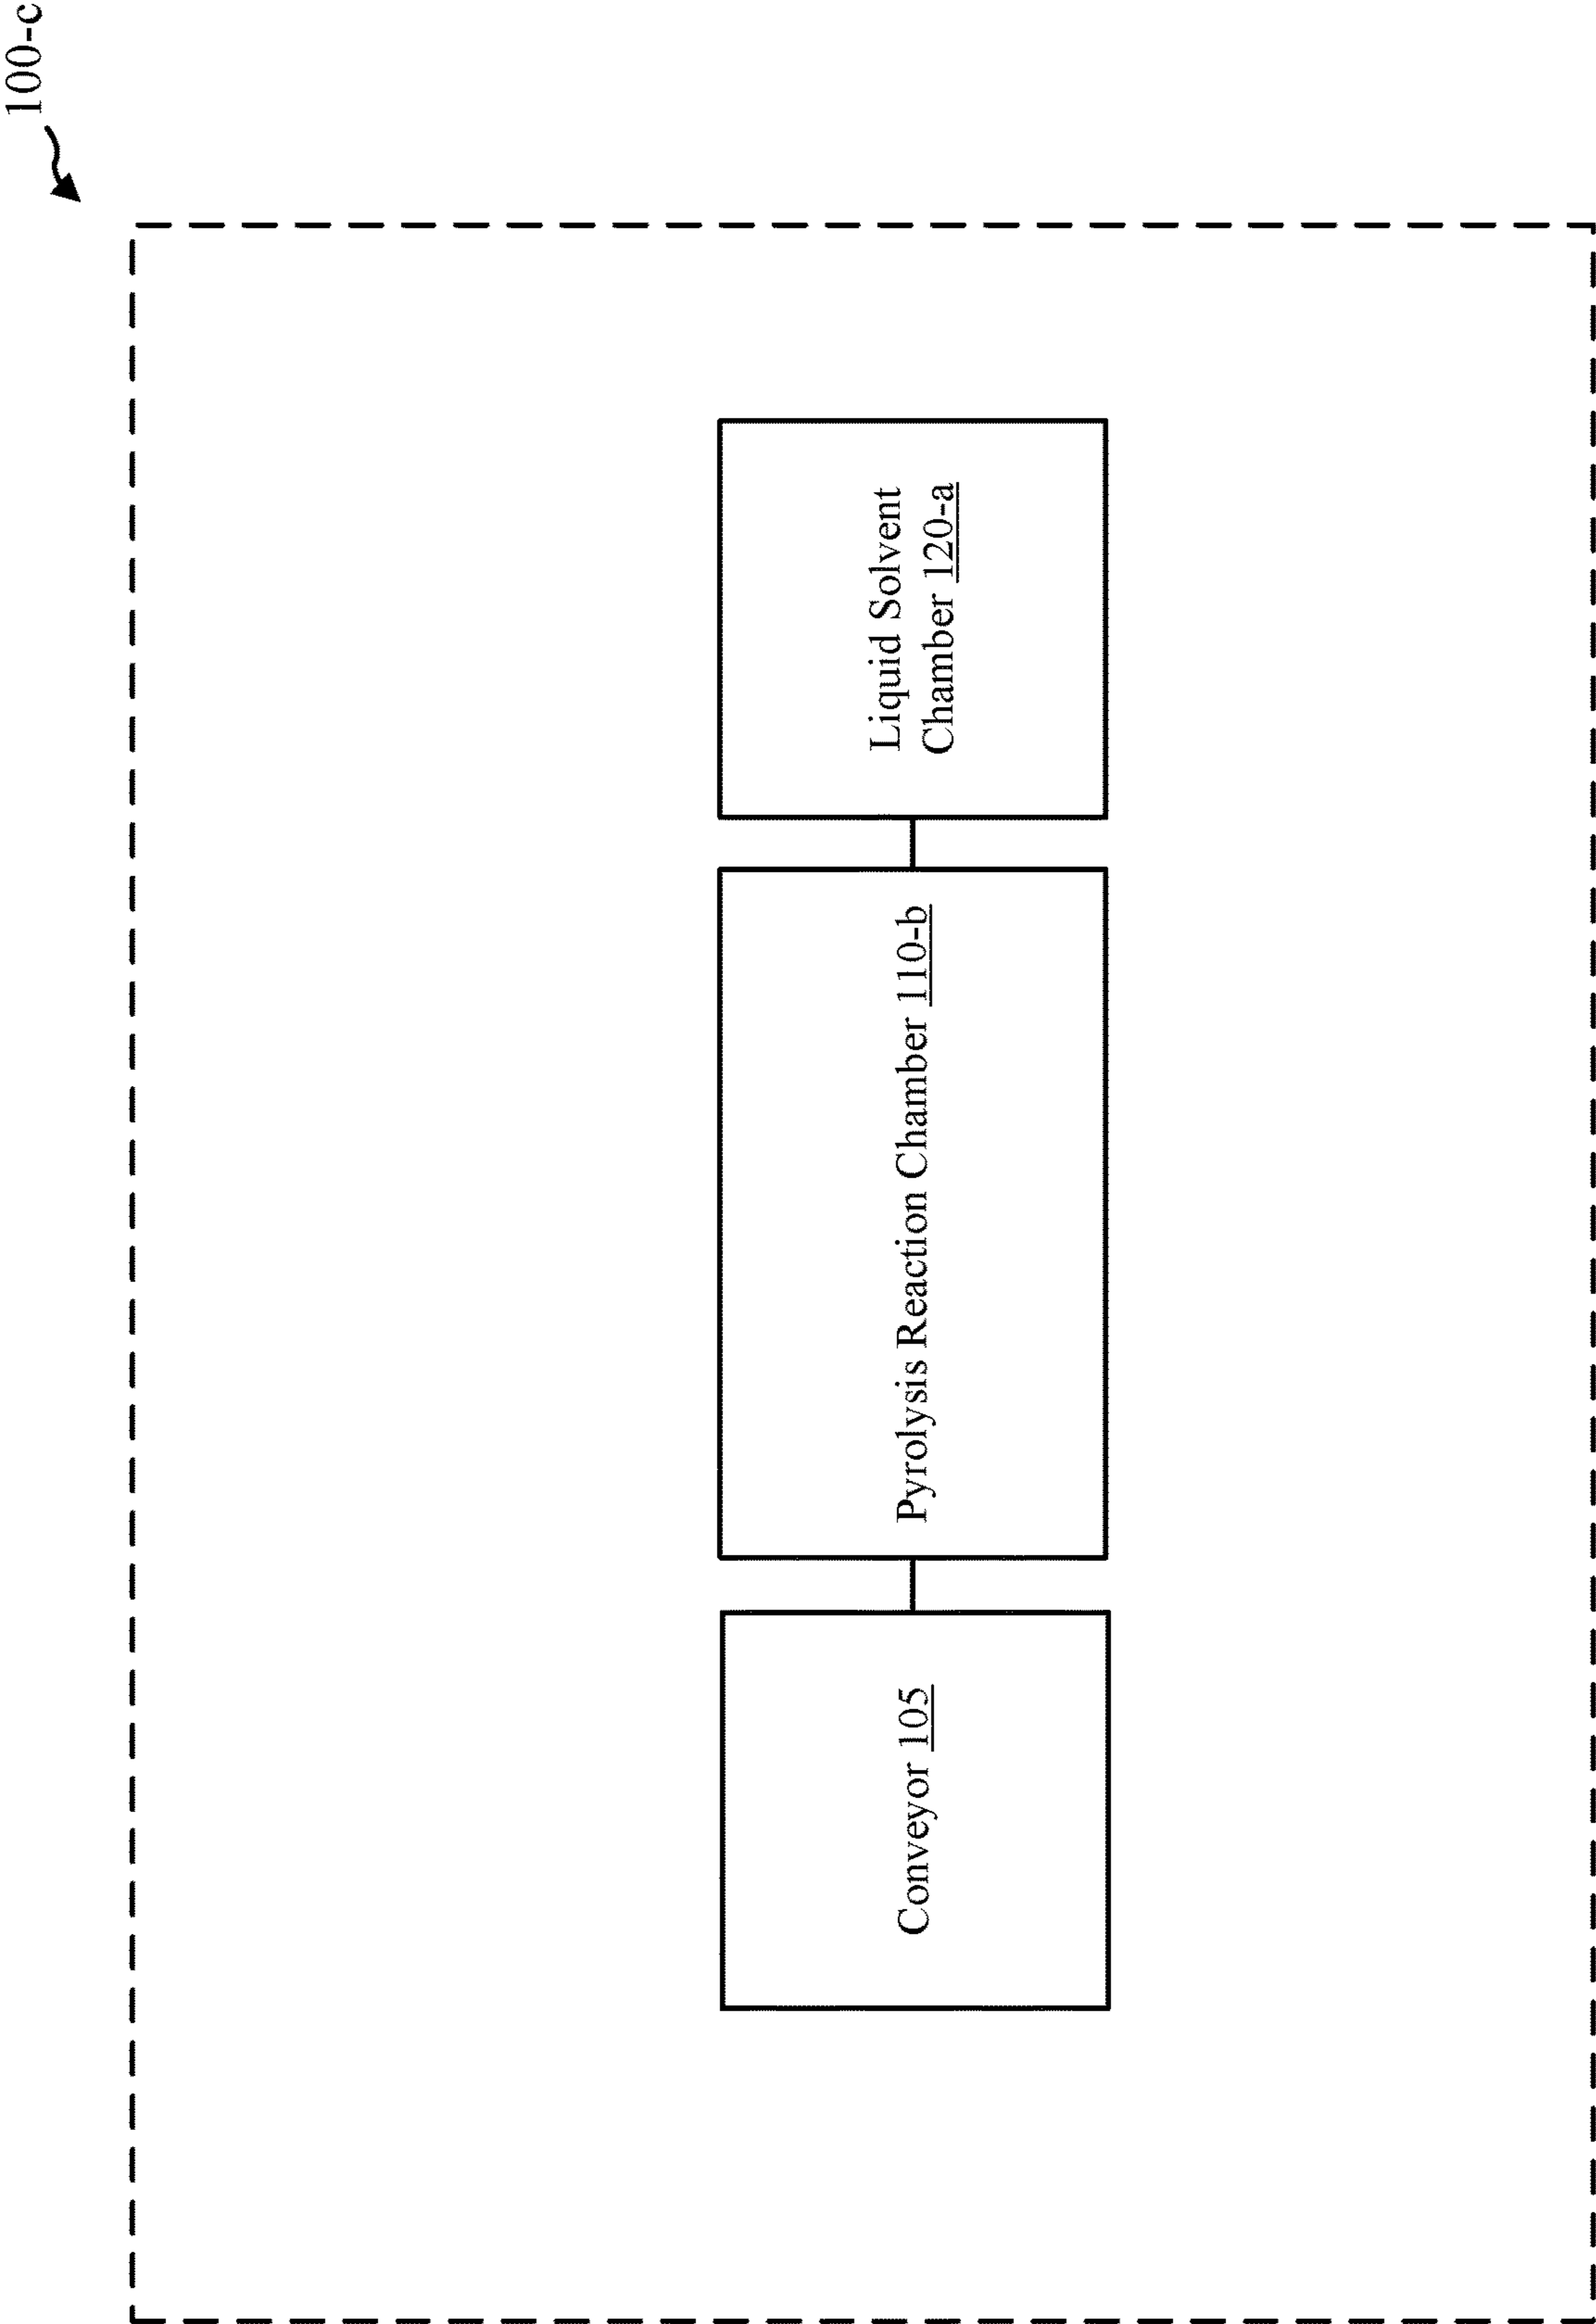 100-c
Conveyor 105
Pyrolysis Reaction Chamber 110-b
Liquid Solvent
Chamber 120-a